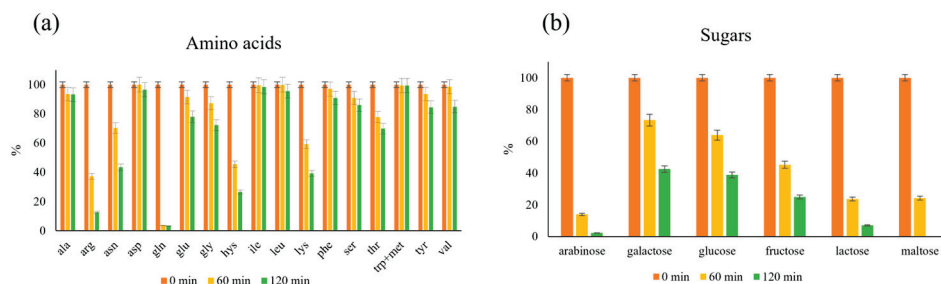 (a)
Amino acids
100
80
60
40
20
0
%
ala arg asn asp gln glu gly hys ile leu lys phe ser thr trp+met tyr val
0 min 60 min 120 min
(b)
Sugars
100
80
60
40
20
0
%
arabinose galactose glucose fructose lactose maltose
0 min 60 min 120 min